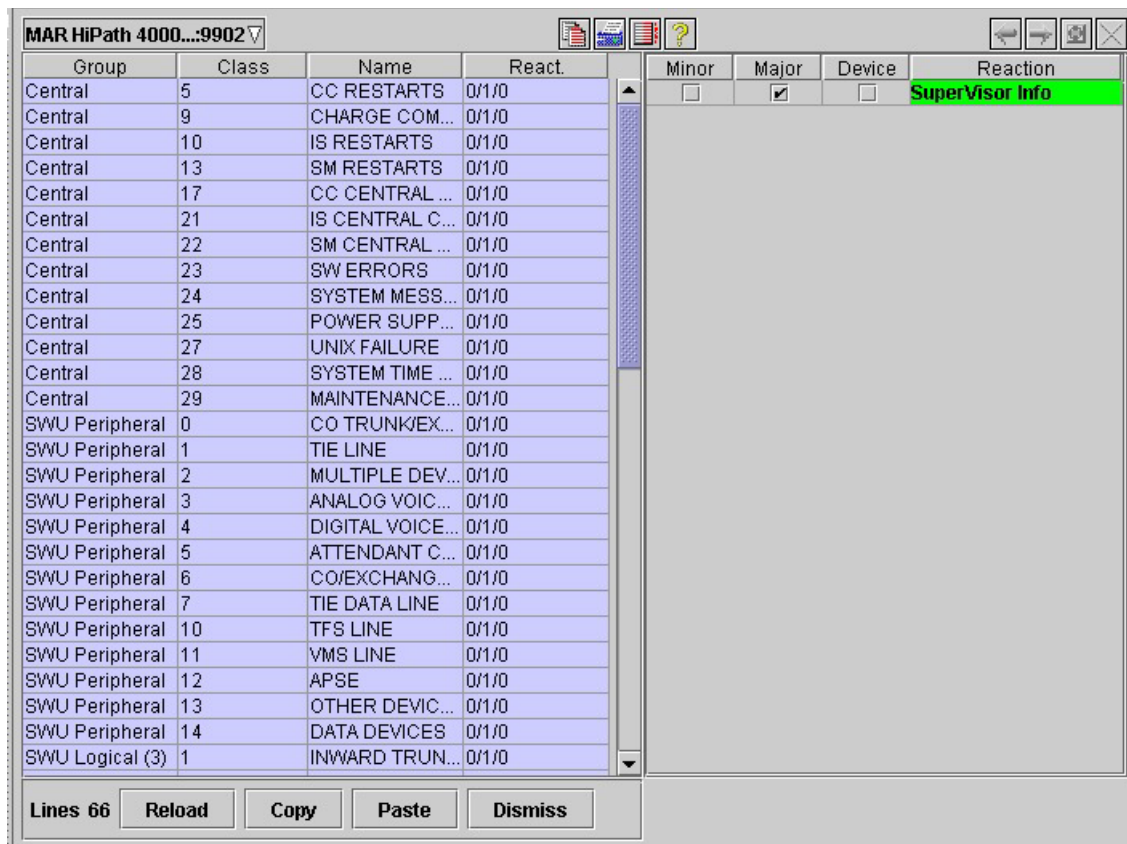 MAR HiPath 4000...:9902
Group Class Name React. Minor Major Device Reaction
Central 5 CC RESTARTS 0/1/0 SuperVisor Info
Central 9 CHARGE COM... 0/1/0
Central 10 IS RESTARTS 0/1/0
Central 13 SM RESTARTS 0/1/0
Central 17 CC CENTRAL ... 0/1/0
Central 21 IS CENTRAL C... 0/1/0
Central 22 SM CENTRAL ... 0/1/0
Central 23 SW ERRORS 0/1/0
Central 24 SYSTEM MESS... 0/1/0
Central 25 POWER SUPP... 0/1/0
Central 27 UNIX FAILURE 0/1/0
Central 28 SYSTEM TIME ... 0/1/0
Central 29 MAINTENANCE... 0/1/0
SWU Peripheral 0 CO TRUNK/EX... 0/1/0
SWU Peripheral 1 TIE LINE 0/1/0
SWU Peripheral 2 MULTIPLE DEV... 0/1/0
SWU Peripheral 3 ANALOG VOIC... 0/1/0
SWU Peripheral 4 DIGITAL VOICE... 0/1/0
SWU Peripheral 5 ATTENDANT C... 0/1/0
SWU Peripheral 6 CO/EXCHANG... 0/1/0
SWU Peripheral 7 TIE DATA LINE 0/1/0
SWU Peripheral 10 TFS LINE 0/1/0
SWU Peripheral 11 VMS LINE 0/1/0
SWU Peripheral 12 APSE 0/1/0
SWU Peripheral 13 OTHER DEVIC... 0/1/0
SWU Peripheral 14 DATA DEVICES 0/1/0
SWU Logical (3) 1 INWARD TRUN... 0/1/0
Lines 66 Reload Copy Paste Dismiss